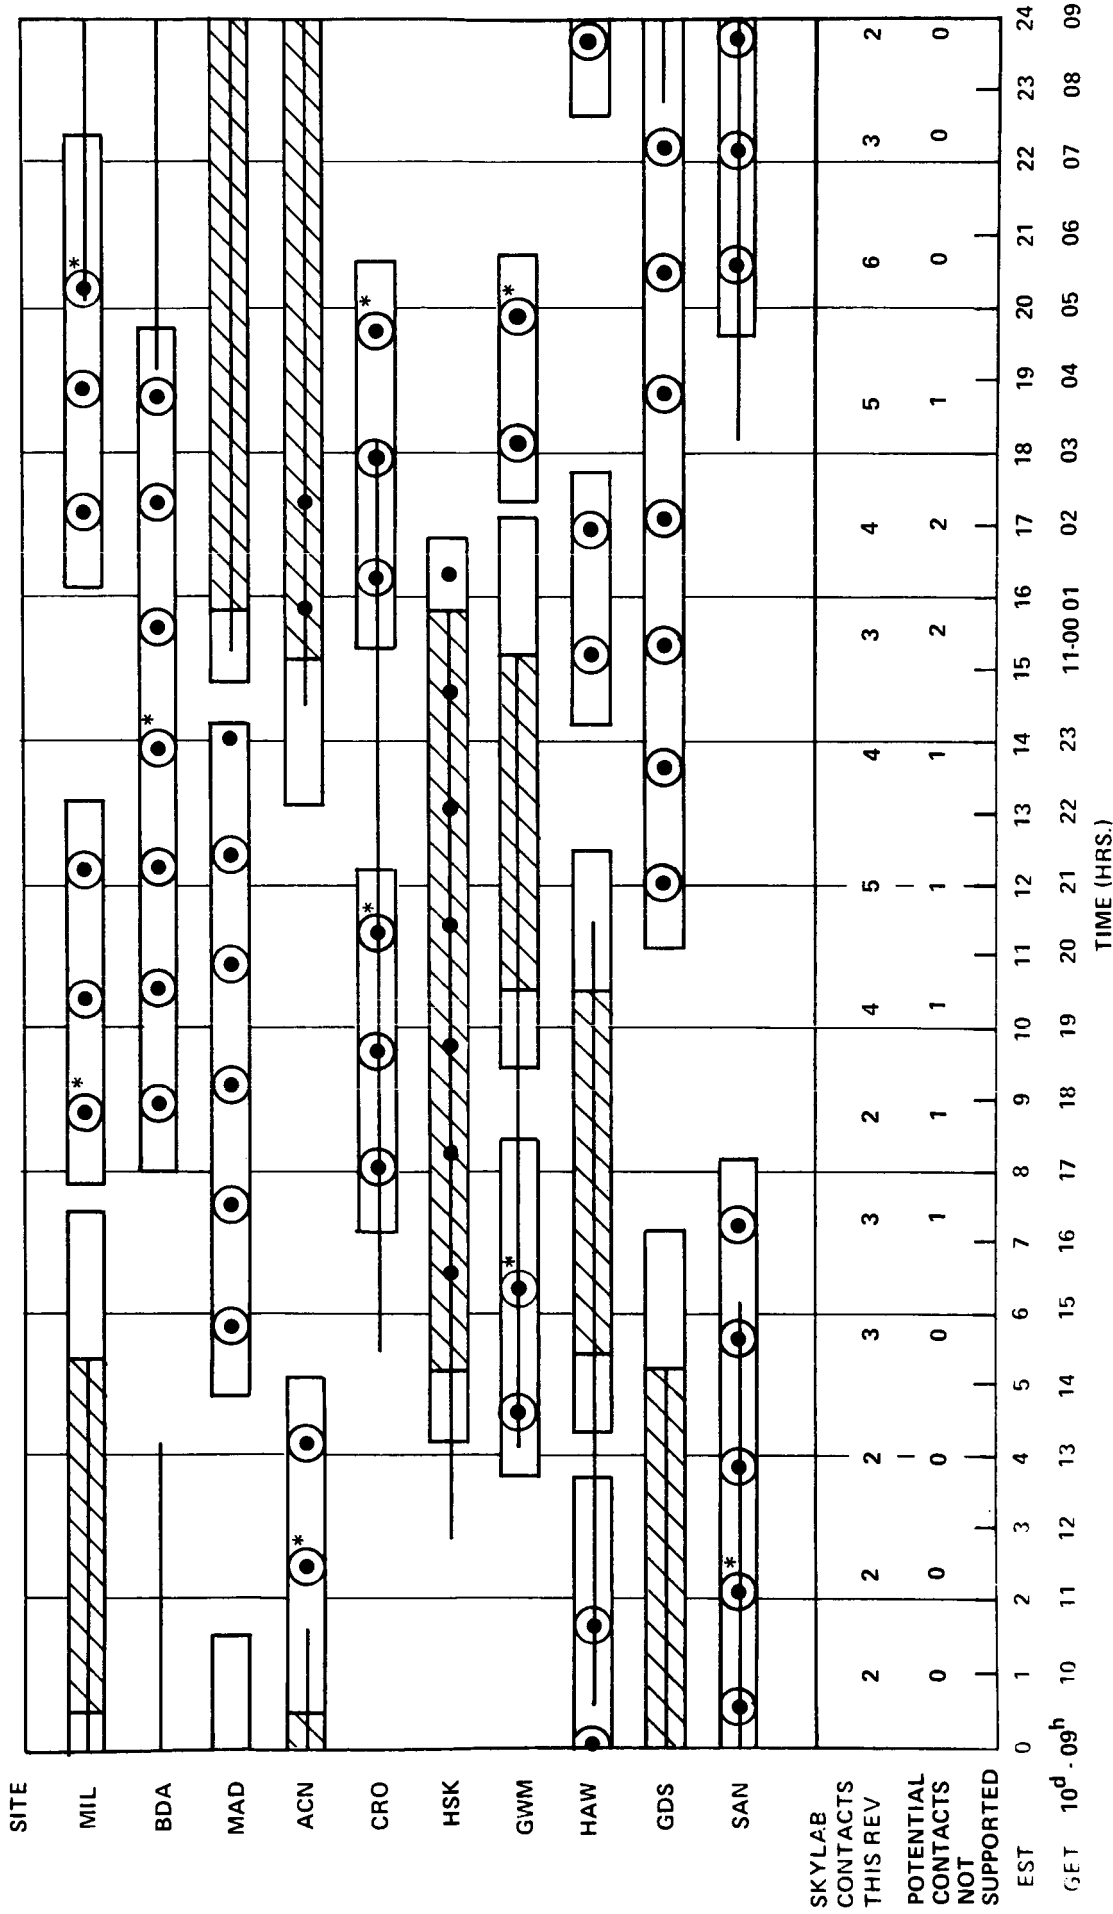 SITE
MIL
BDA
MAD
ACN
CRO
HSK
GWM
HAW
GDS
SAN
* * * * * * * * *
SKYLAB
CONTACTS
THIS REV 2 2 2 3 3 2 4 5 4 3 4 5 6 3 2
POTENTIAL
CONTACTS
NOT
SUPPORTED 0 0 0 0 1 1 1 1 1 2 2 1 0 0 0
EST 0 1 2 3 4 5 6 7 8 9 10 11 12 13 14 15 16 17 18 19 20 21 22 23 24
GET 10d - 09h 10 11 12 13 14 15 16 17 18 19 20 21 22 23 11-00 01 02 03 04 05 06 07 08 09
TIME (HRS.)